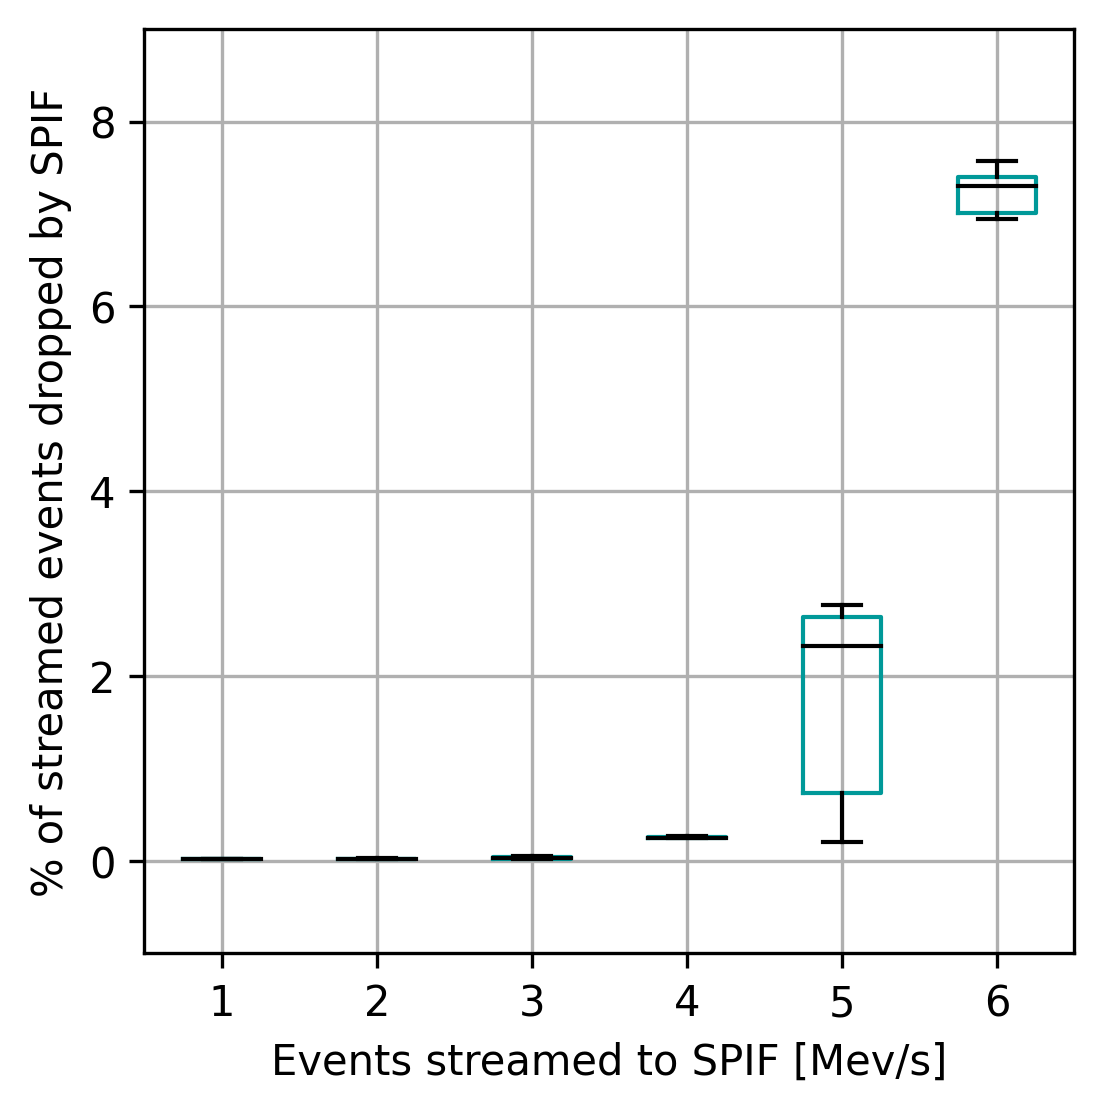 % of streamed events dropped by SPIF
8
6
4
2
0
1 2 3 4 5 6
Events streamed to SPIF [Mev/s]